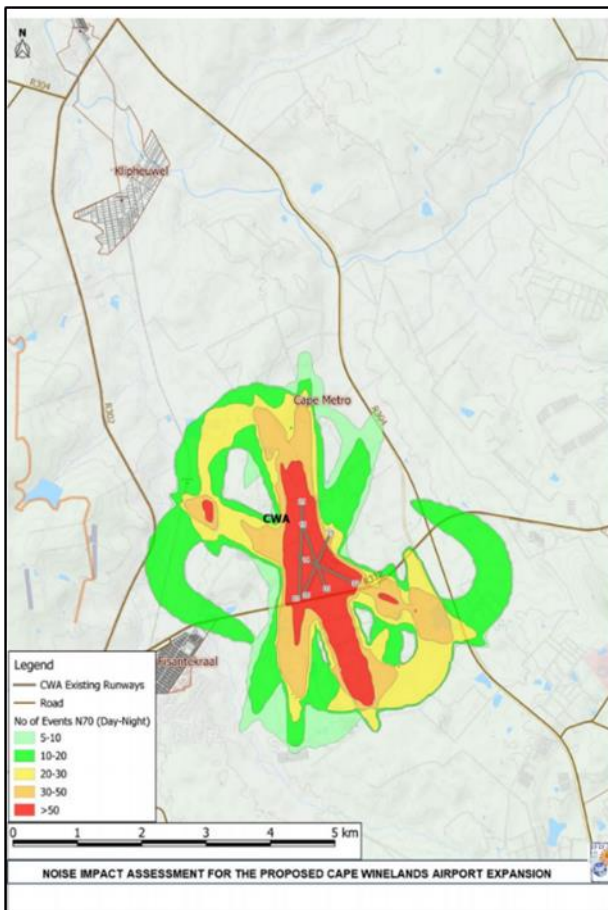 N
R304
Klipheuwel
R302
Cape Metro
R304
CWA
R312
Fisantekraal
Legend
CWA Existing Runways
Road
No of Events N70 (Day-Night)
5-10
10-20
20-30
30-50
>50
0 1 2 3 4 5 km
NOISE IMPACT ASSESSMENT FOR THE PROPOSED CAPE WINELANDS AIRPORT EXPANSION